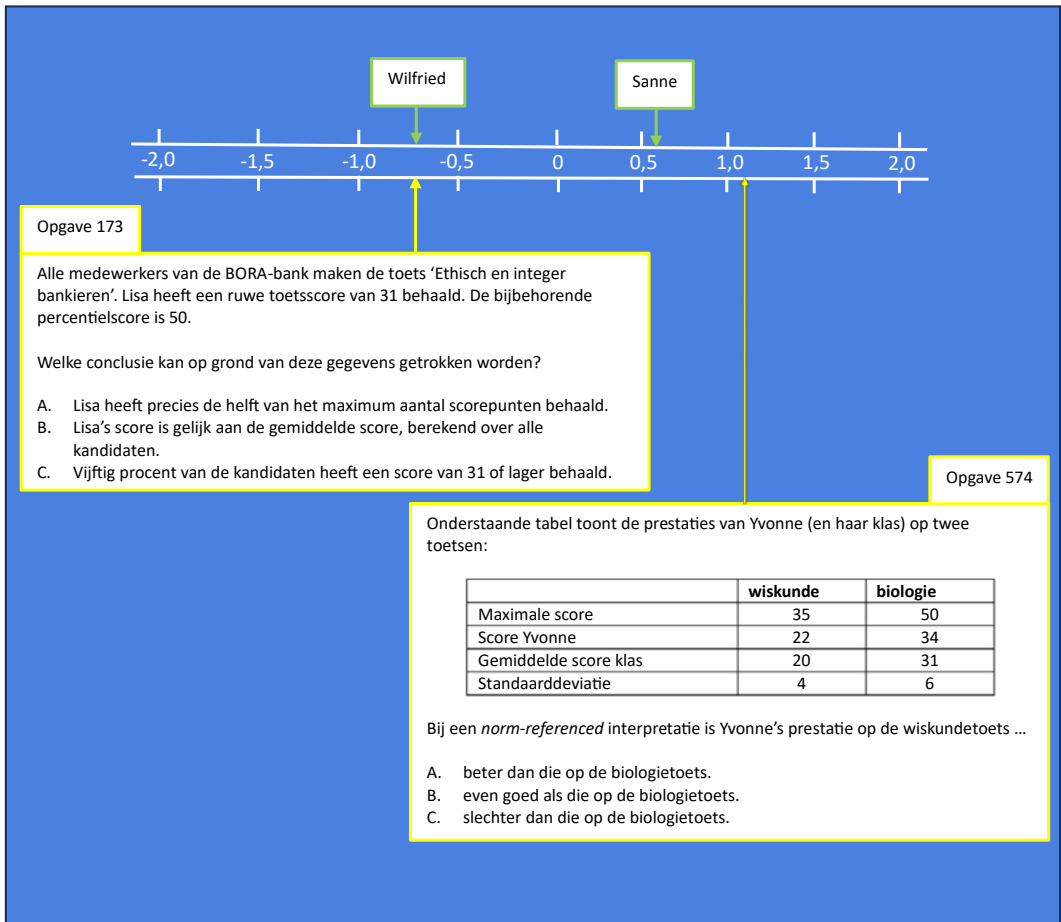 Wilfried
Sanne
-2,0 -1,5 -1,0 -0,5 0 0,5 1,0 1,5 2,0
Opgave 173
Alle medewerkers van de BORA-bank maken de toets ‘Ethisch en integer
bankieren’. Lisa heeft een ruwe toetsscore van 31 behaald. De bijbehorende
percentielscore is 50.
Welke conclusie kan op grond van deze gegevens getrokken worden?
A. Lisa heeft precies de helft van het maximum aantal scorepunten behaald.
B. Lisa’s score is gelijk aan de gemiddelde score, berekend over alle
kandidaten.
C. Vijftig procent van de kandidaten heeft een score van 31 of lager behaald.
Opgave 574
Onderstaande tabel toont de prestaties van Yvonne (en haar klas) op twee
toetsen:
wiskunde biologie
Maximale score 35 50
Score Yvonne 22 34
Gemiddelde score klas 20 31
Standaarddeviatie 4 6
Bij een norm-referenced interpretatie is Yvonne’s prestatie op de wiskundetoets …
A. beter dan die op de biologietoets.
B. even goed als die op de biologietoets.
C. slechter dan die op de biologietoets.